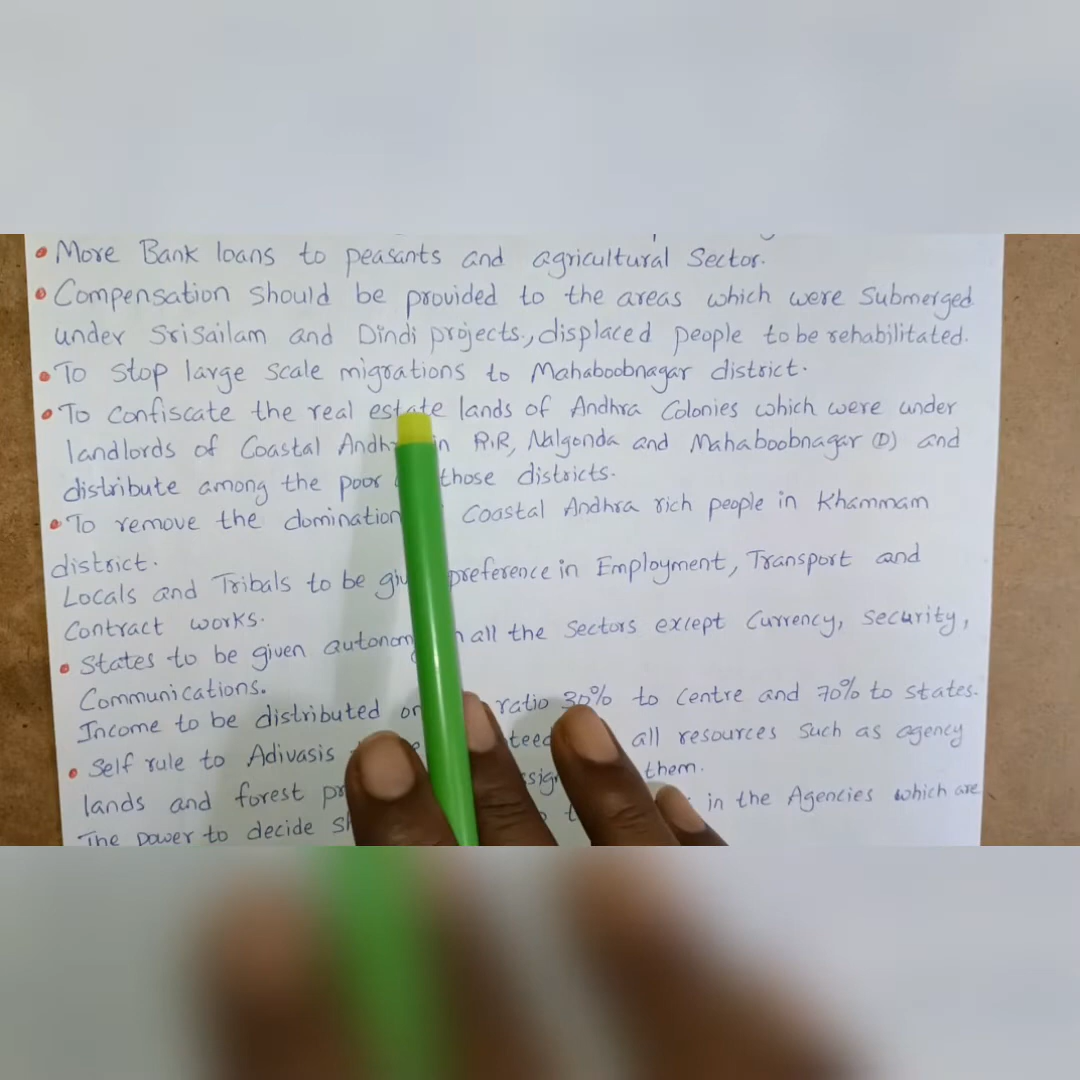 • More Bank loans to peasants and agricultural Sector.
• Compensation should be provided to the areas which were submerged
under SriSailam and Dindi projects., displaced people to be rehabilitated.
• To stop large scale migrations to Mahaboobnagar district.
• To confiscate the real estate lands of Andhra Colonies which were under
landlords of Coastal in R.R, Nalgonda and Mahaboobnagar (D) and
distribute among the poor those districts.
• To remove the domination Coastal Andhra rich people in Khammam
district.
Locals and Tribals to be preference in Employment, Transport and
Contract works.
• States to be given all the Sectors except Currency, security,
Communications.
Income to be distributed ratio 30% to Centre and 70% to states.
• Self rule to Adivasis all resources such as agency
lands and forest them.
The power to decide in the Agencies which are